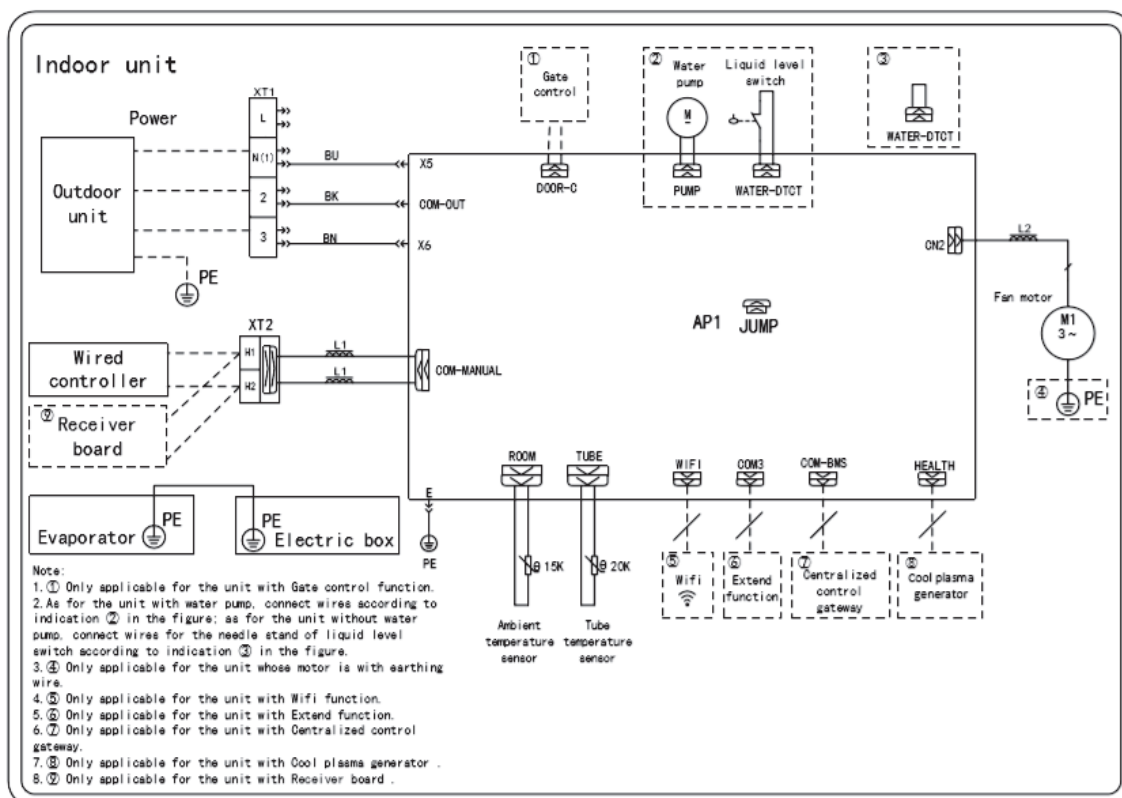 Indoor unit
Power
Outdoor
unit
PE
XT1
L
N(1)
2
3
BU
BK
BN
X5
COM-OUT
X6
①
Gate
control
DOOR-C
②
Water
pump
M
PUMP
Liquid level
switch
WATER-DTCT
③
WATER-DTCT
CN2
L2
Fan motor
M1
3~
④
PE
AP1
JUMP
Wired
controller
⑨
Receiver
board
XT2
H1
H2
L1
L1
COM-MANUAL
Evaporator
PE
PE
Electric box
E
PE
ROOM
θ 15K
Ambient
temperature
sensor
TUBE
θ 20K
Tube
temperature
sensor
WIFI
⑤
Wifi
COM3
⑥
Extend
function
COM-BMS
⑦
Centralized
control
gateway
HEALTH
⑧
Cool plasma
generator
Note:
1. ① Only applicable for the unit with Gate control function.
2. As for the unit with water pump, connect wires according to
indication ② in the figure; as for the unit without water
pump, connect wires for the needle stand of liquid level
switch according to indication ③ in the figure.
3. ④ Only applicable for the unit whose motor is with earthing
wire.
4. ⑤ Only applicable for the unit with Wifi function.
5. ⑥ Only applicable for the unit with Extend function.
6. ⑦ Only applicable for the unit with Centralized control
gateway.
7. ⑧ Only applicable for the unit with Cool plasma generator .
8. ⑨ Only applicable for the unit with Receiver board .